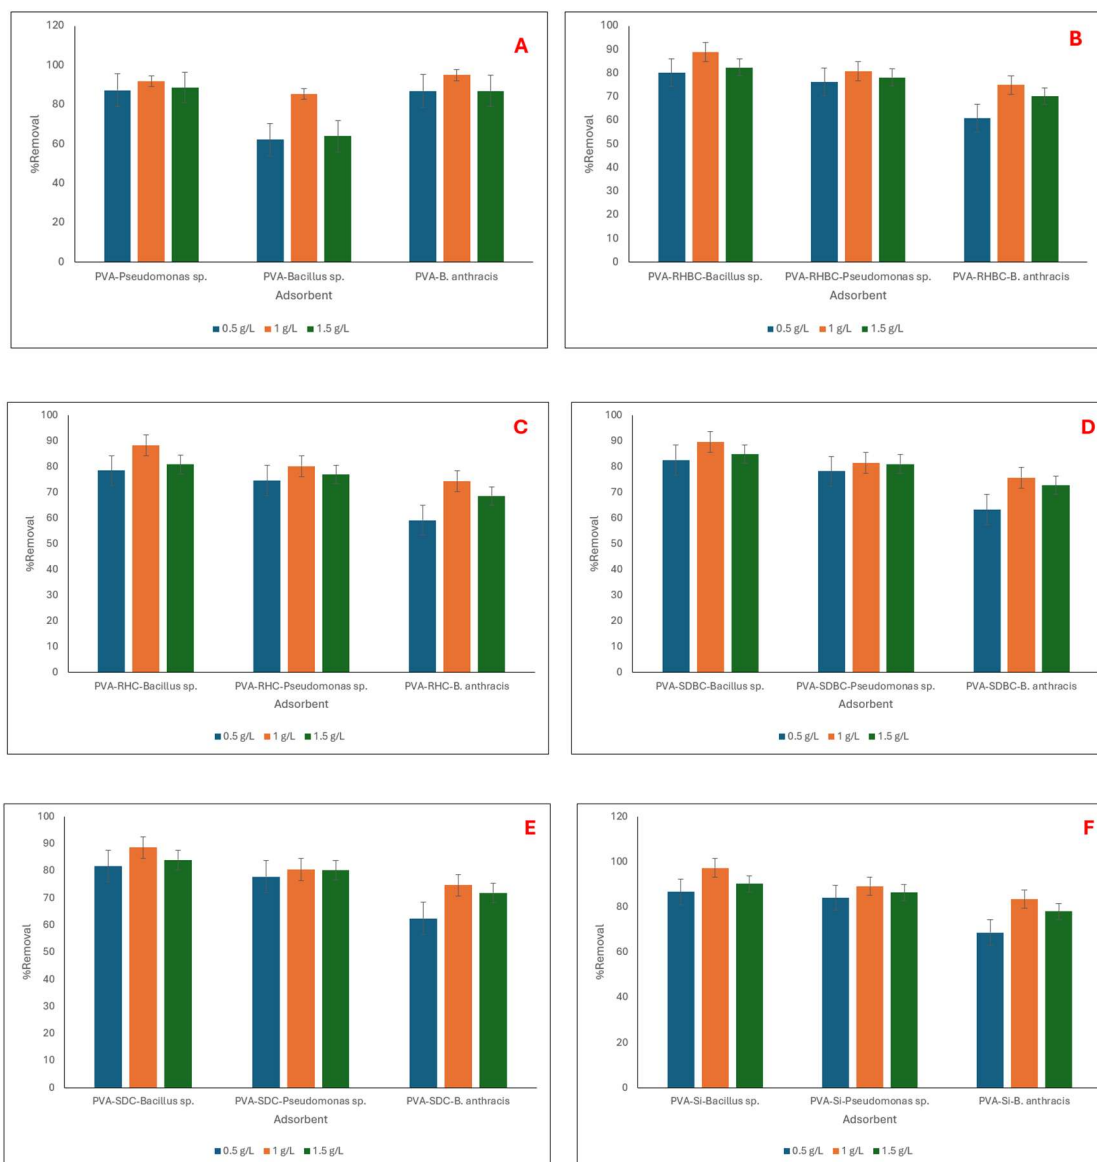 A
120
100
80
60
40
20
0
%Removal
PVA-Pseudomonas sp. PVA-Bacillus sp. PVA-B. anthracis
Adsorbent
0.5 g/L 1 g/L 1.5 g/L
B
100
90
80
70
60
50
40
30
20
10
0
%Removal
PVA-RHBC-Bacillus sp. PVA-RHBC-Pseudomonas sp. PVA-RHBC-B. anthracis
Adsorbent
0.5 g/L 1 g/L 1.5 g/L
C
100
90
80
70
60
50
40
30
20
10
0
%Removal
PVA-RHC-Bacillus sp. PVA-RHC-Pseudomonas sp. PVA-RHC-B. anthracis
Adsorbent
0.5 g/L 1 g/L 1.5 g/L
D
100
90
80
70
60
50
40
30
20
10
0
%Removal
PVA-SDBC-Bacillus sp. PVA-SDBC-Pseudomonas sp. PVA-SDBC-B. anthracis
Adsorbent
0.5 g/L 1 g/L 1.5 g/L
E
100
90
80
70
60
50
40
30
20
10
0
%Removal
PVA-SDC-Bacillus sp. PVA-SDC-Pseudomonas sp. PVA-SDC-B. anthracis
Adsorbent
0.5 g/L 1 g/L 1.5 g/L
F
120
100
80
60
40
20
0
%Removal
PVA-Si-Bacillus sp. PVA-Si-Pseudomonas sp. PVA-Si-B. anthracis
Adsorbent
0.5 g/L 1 g/L 1.5 g/L